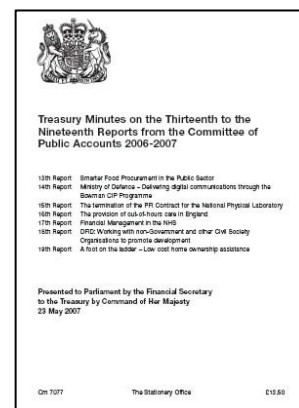 Treasury Minutes on the Thirteenth to the
Nineteenth Reports from the Committee of
Public Accounts 2006-2007
13th Report Smarter Food Procurement in the Public Sector
14th Report Ministry of Defence – Delivering digital communications through the
Bowman CIP Programme
15th Report The termination of the PFI Contract for the National Physical Laboratory
16th Report The provision of out-of-hours care in England
17th Report Financial Management in the NHS
18th Report DFID: Working with non-Government and other Civil Society
Organisations to promote development
19th Report A foot on the ladder – Low cost home ownership assistance
Presented to Parliament by the Financial Secretary
to the Treasury by Command of Her Majesty
23 May 2007
Cm 7077 The Stationery Office £13.50